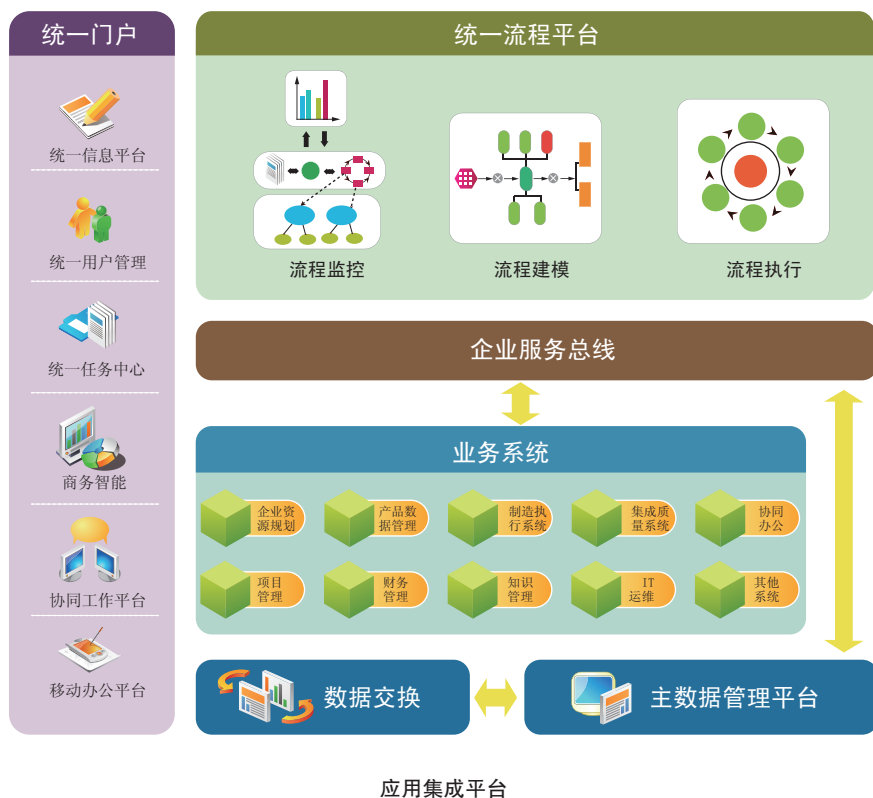 统一门户
统一信息平台
统一用户管理
统一任务中心
商务智能
协同工作平台
移动办公平台
统一流程平台
流程监控
流程建模
流程执行
企业服务总线
业务系统
企业资
源规划
产品数
据管理
制造执
行系统
集成质
量系统
协同
办公
项目
管理
财务
管理
知识
管理
IT
运维
其他
系统
数据交换
主数据管理平台
应用集成平台